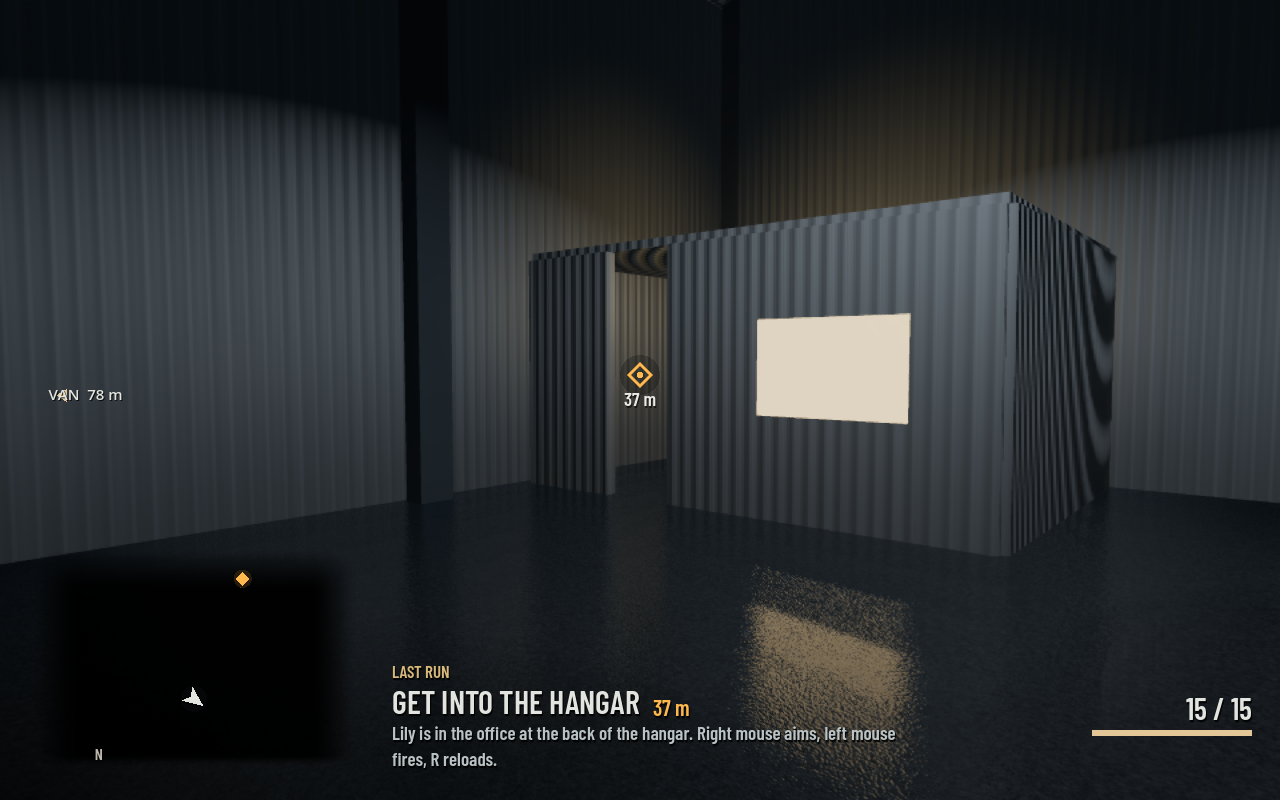 VAN 78 m
37 m
LAST RUN
GET INTO THE HANGAR 37 m
Lily is in the office at the back of the hangar. Right mouse aims, left mouse
fires, R reloads.
15 / 15
N